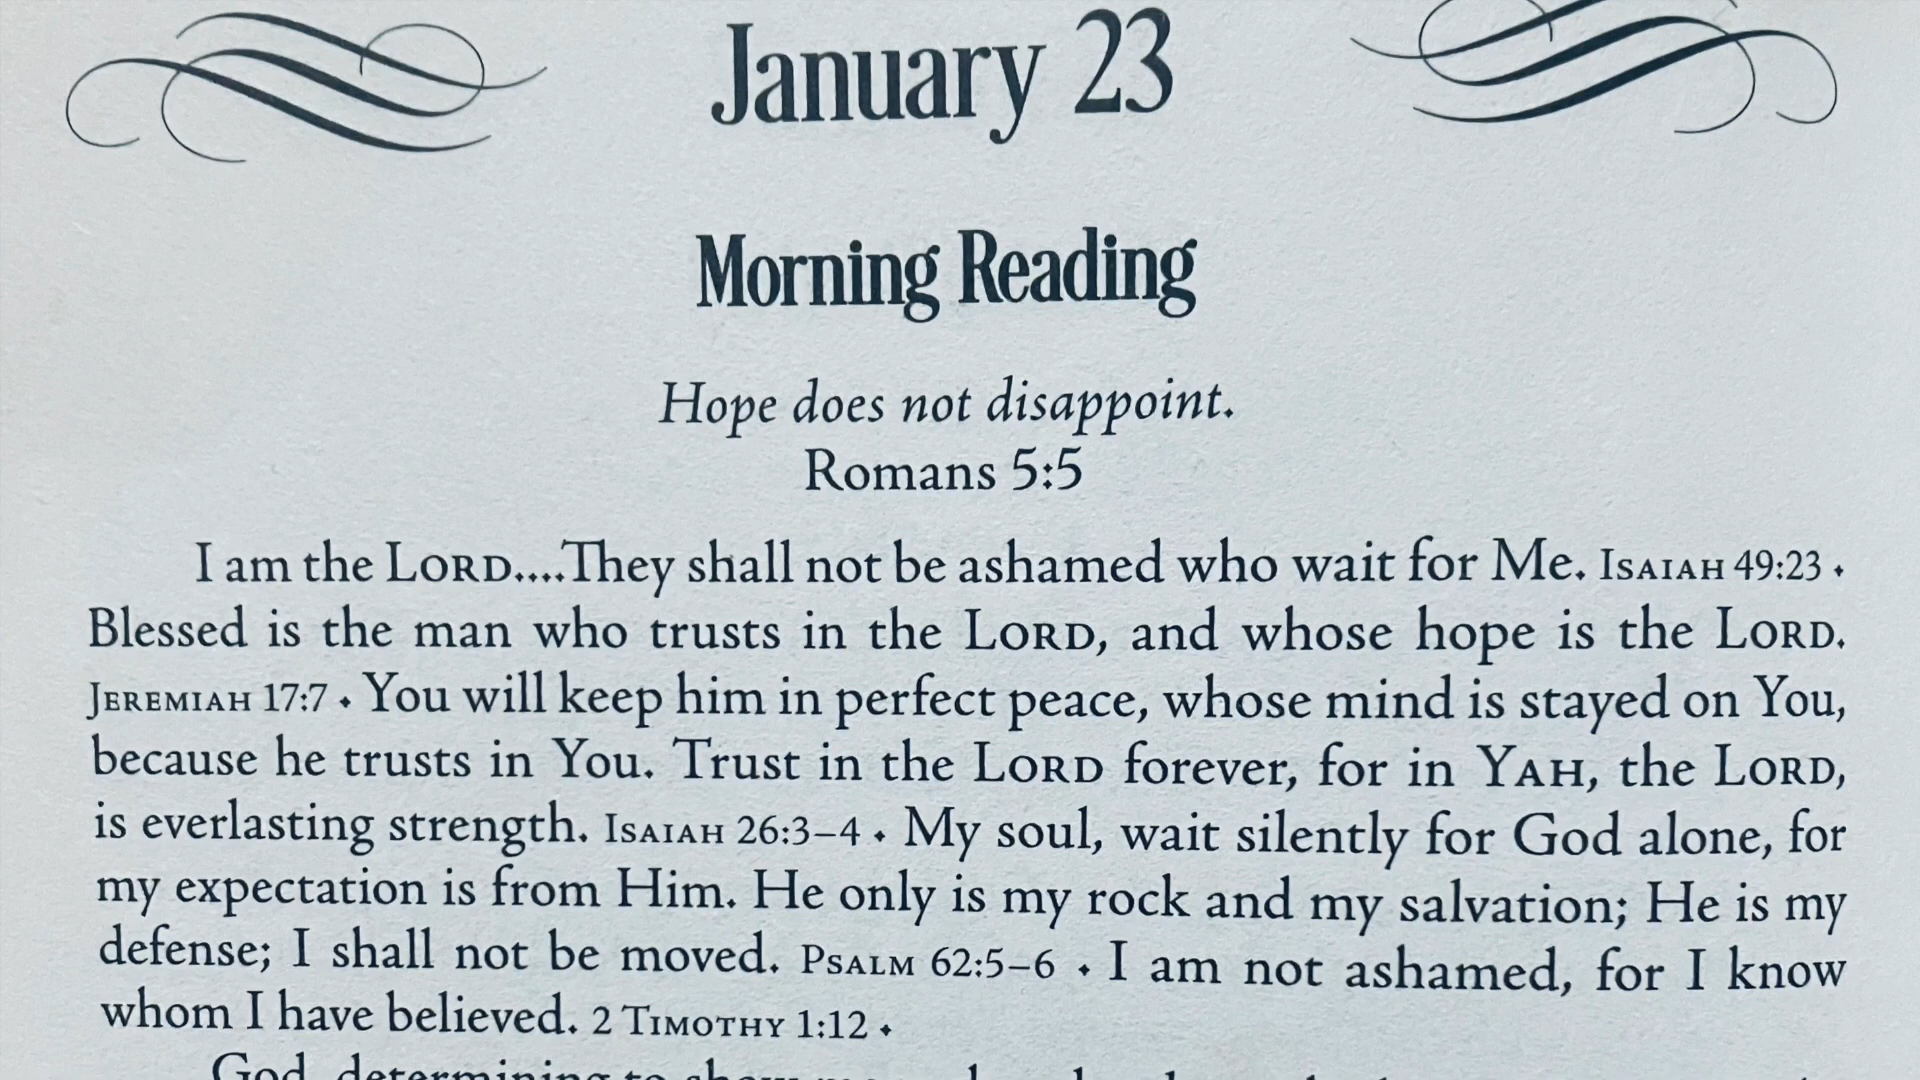 January 23
Morning Reading
Hope does not disappoint.
Romans 5:5
I am the LORD....They shall not be ashamed who wait for Me. ISAIAH 49:23 ⬩
Blessed is the man who trusts in the LORD, and whose hope is the LORD.
JEREMIAH 17:7 ⬩ You will keep him in perfect peace, whose mind is stayed on You,
because he trusts in You. Trust in the LORD forever, for in YAH, the LORD,
is everlasting strength. ISAIAH 26:3–4 ⬩ My soul, wait silently for God alone, for
my expectation is from Him. He only is my rock and my salvation; He is my
defense; I shall not be moved. PSALM 62:5–6 ⬩ I am not ashamed, for I know
whom I have believed. 2 TIMOTHY 1:12 ⬩
God, determining to show